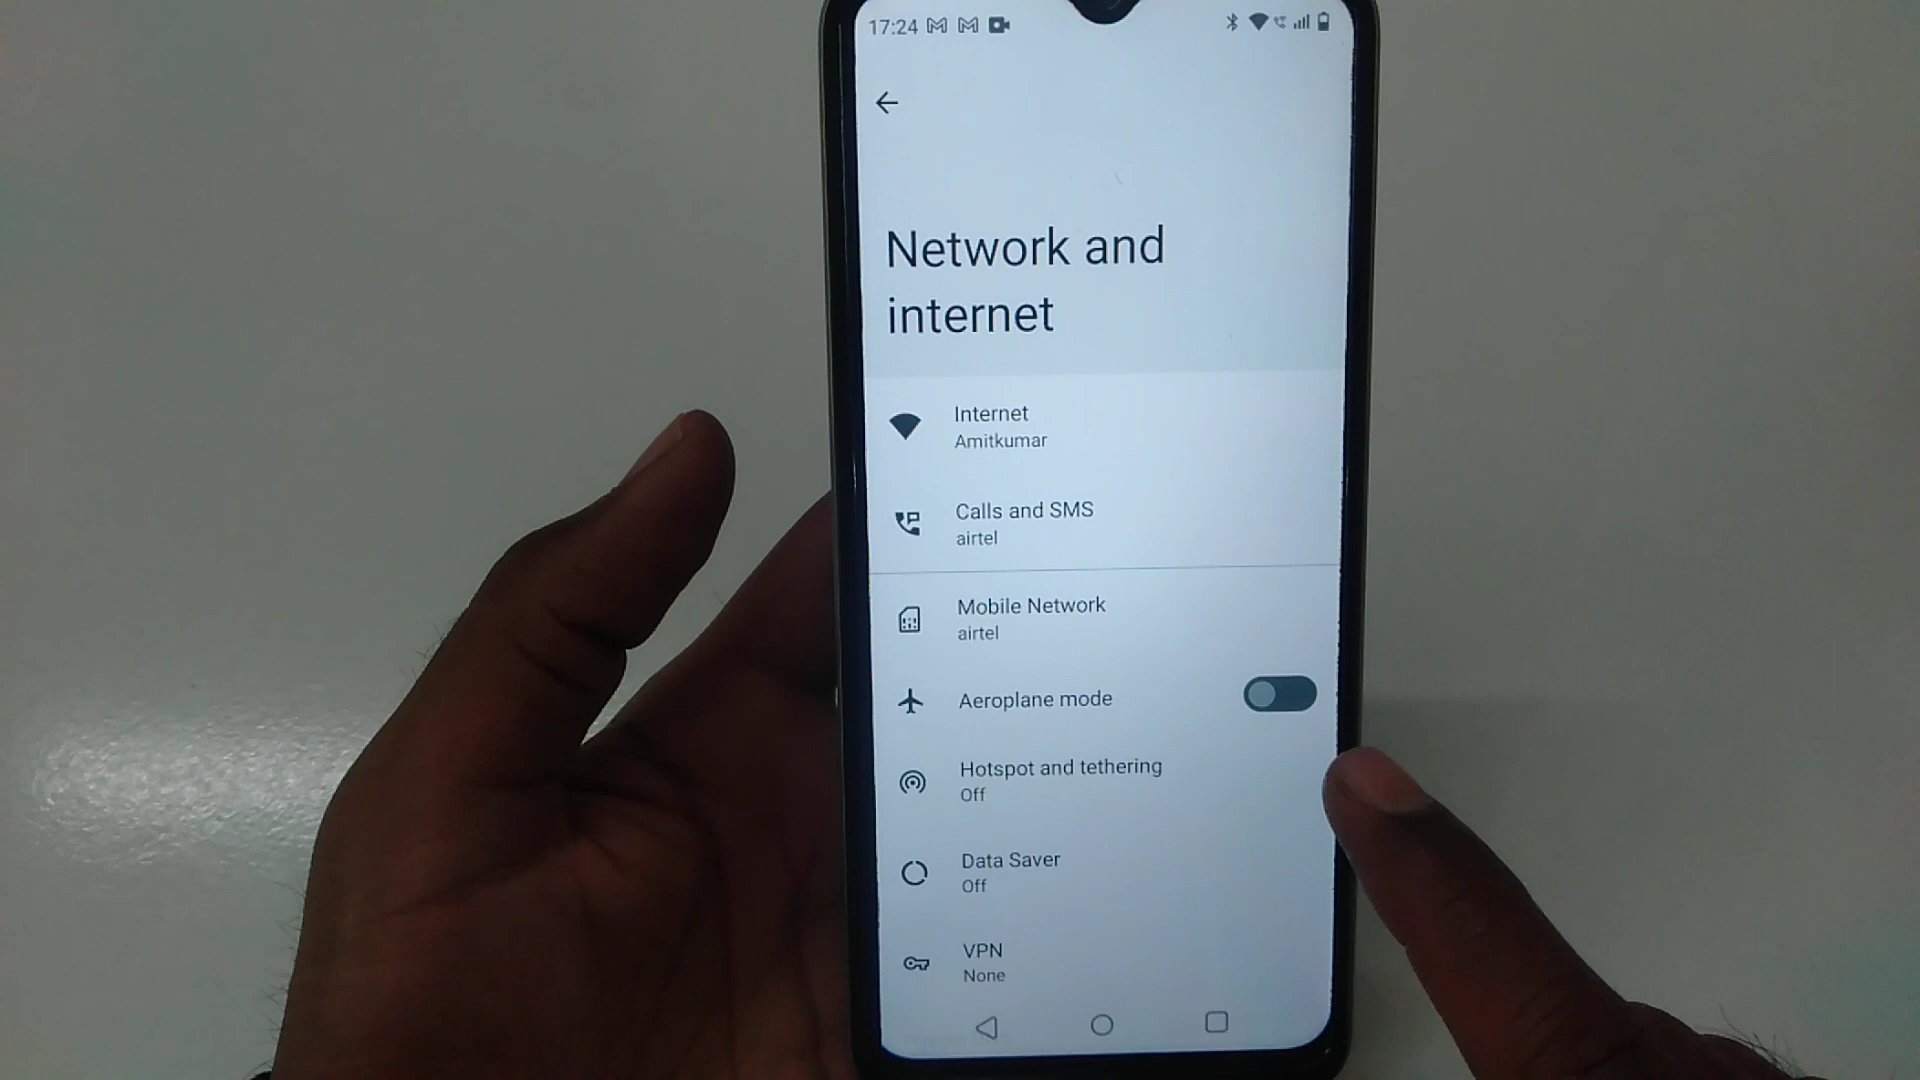 17:24
Network and
internet
Internet
Amitkumar
Calls and SMS
airtel
Mobile Network
airtel
Aeroplane mode
Hotspot and tethering
Off
Data Saver
Off
VPN
None